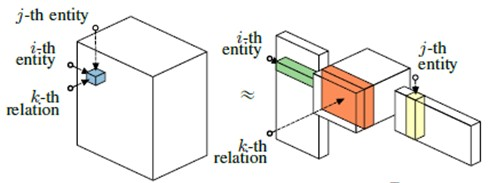 j-th entity
i-th
entity
k-th
relation
≈
i-th
entity
k-th
relation
j-th
entity